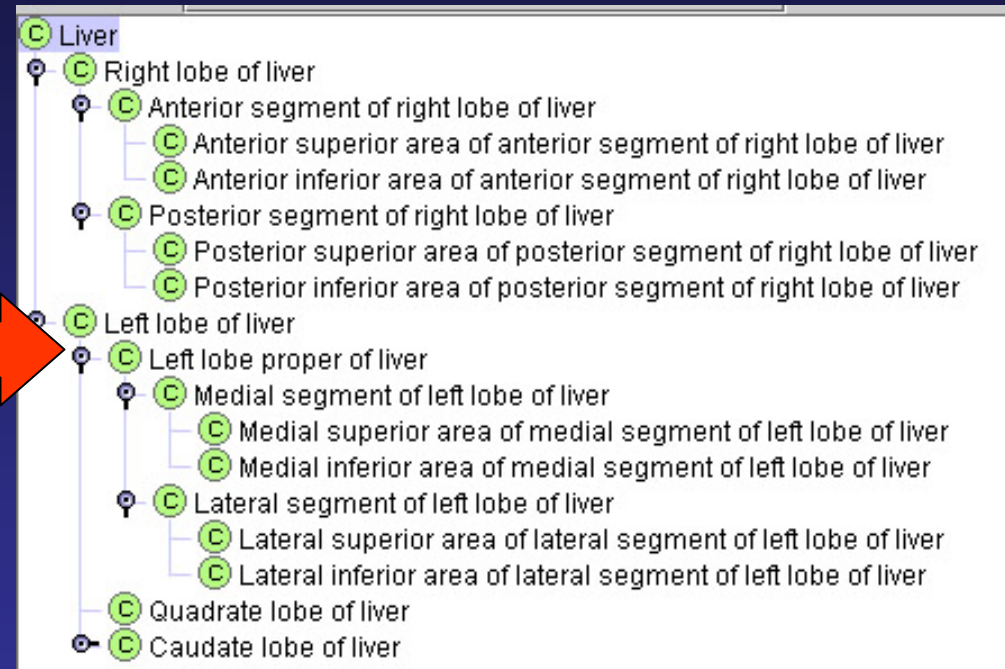 C Liver
C Right lobe of liver
C Anterior segment of right lobe of liver
C Anterior superior area of anterior segment of right lobe of liver
C Anterior inferior area of anterior segment of right lobe of liver
C Posterior segment of right lobe of liver
C Posterior superior area of posterior segment of right lobe of liver
C Posterior inferior area of posterior segment of right lobe of liver
C Left lobe of liver
C Left lobe proper of liver
C Medial segment of left lobe of liver
C Medial superior area of medial segment of left lobe of liver
C Medial inferior area of medial segment of left lobe of liver
C Lateral segment of left lobe of liver
C Lateral superior area of lateral segment of left lobe of liver
C Lateral inferior area of lateral segment of left lobe of liver
C Quadrate lobe of liver
C Caudate lobe of liver